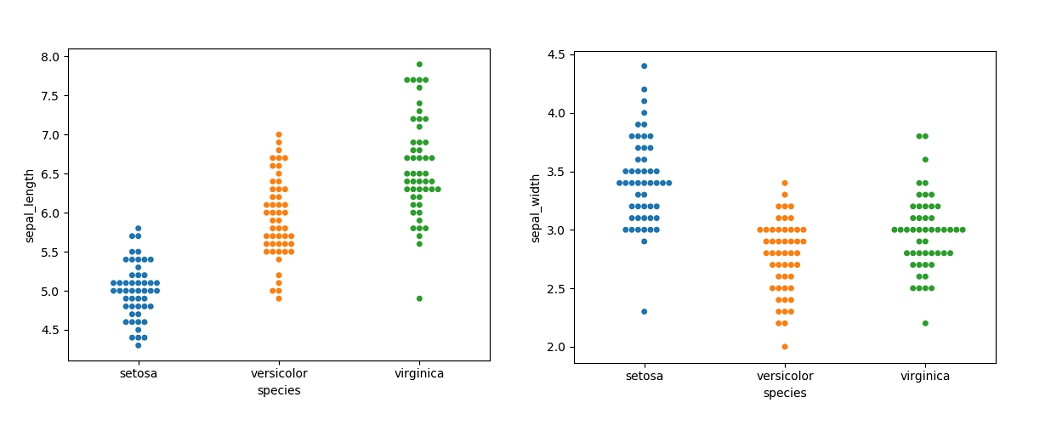 8.0
7.5
7.0
6.5
6.0
5.5
5.0
4.5
sepal_length
setosa versicolor virginica
species
4.5
4.0
3.5
3.0
2.5
2.0
sepal_width
setosa versicolor virginica
species